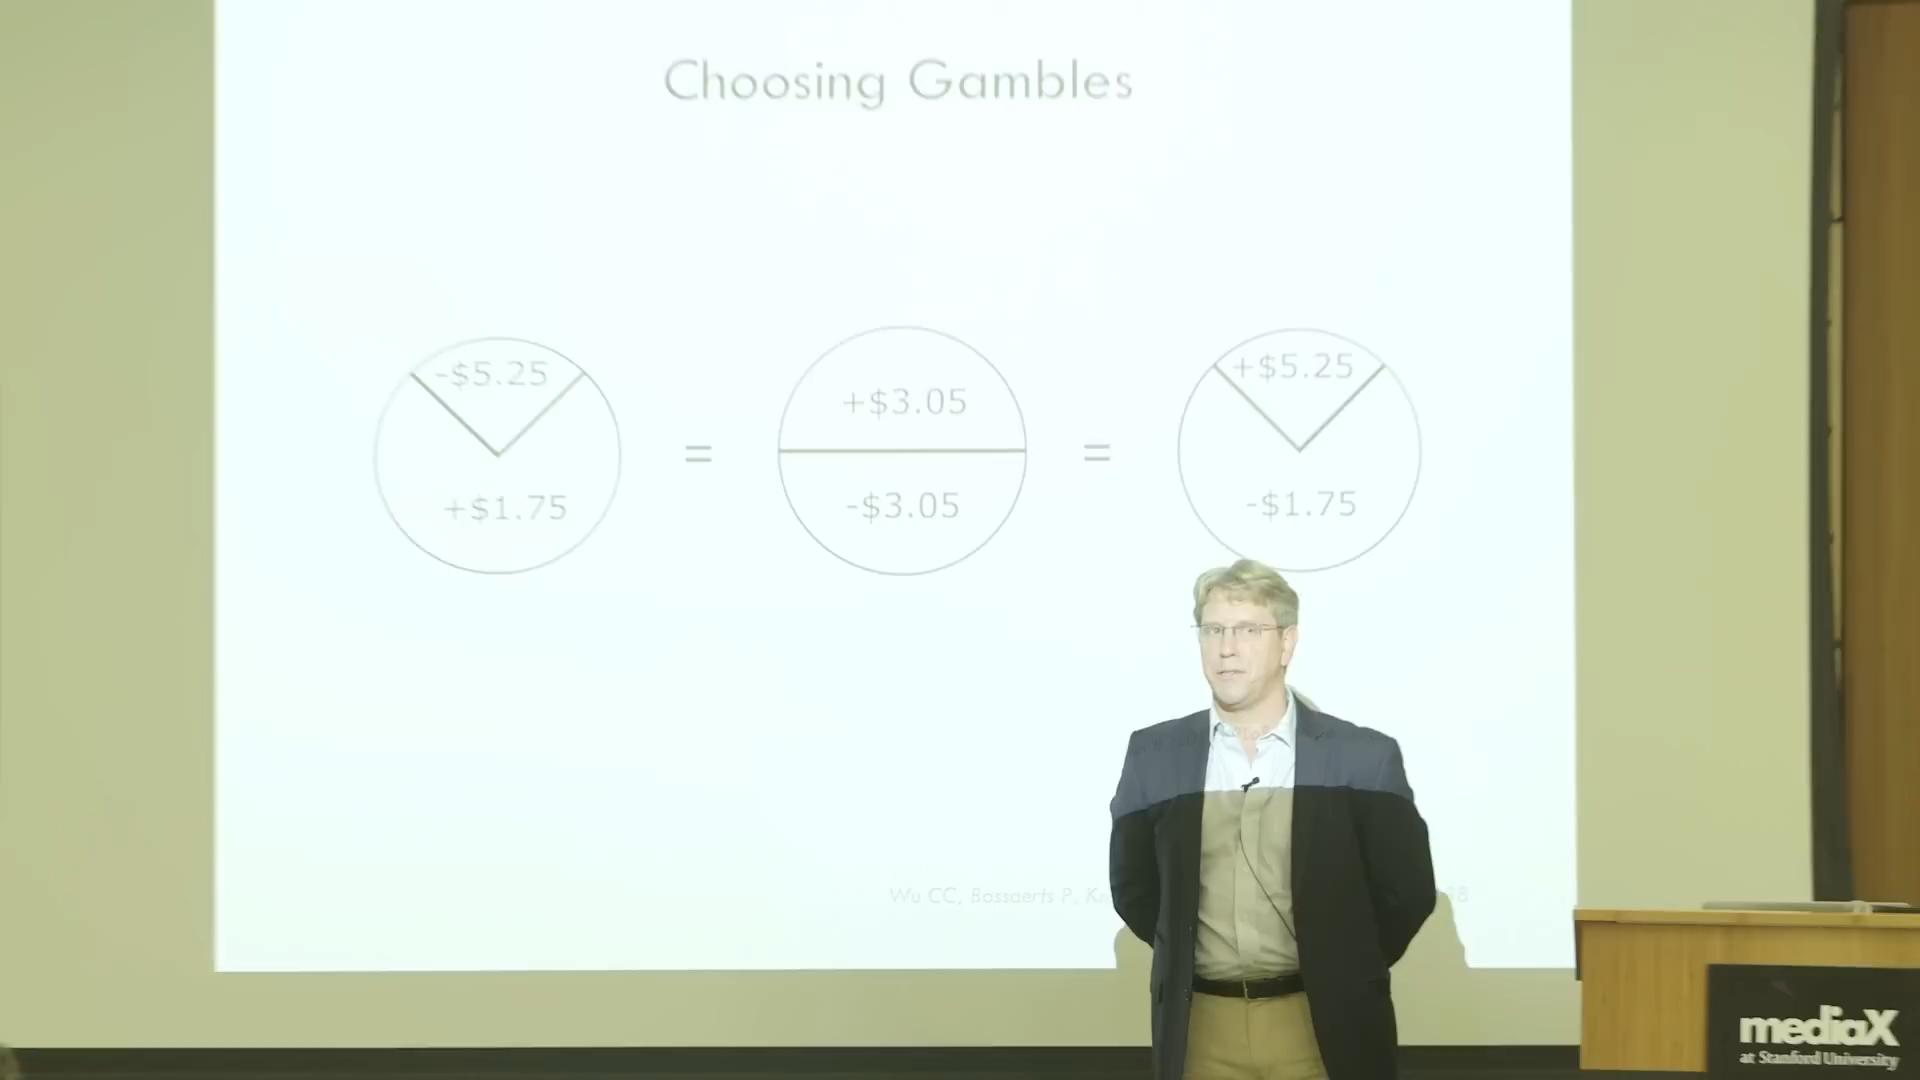 Choosing Gambles
-$5.25
+$1.75
=
+$3.05
-$3.05
=
+$5.25
-$1.75
Wu CC, Bossaerts P,
mediaX
at Stanford University